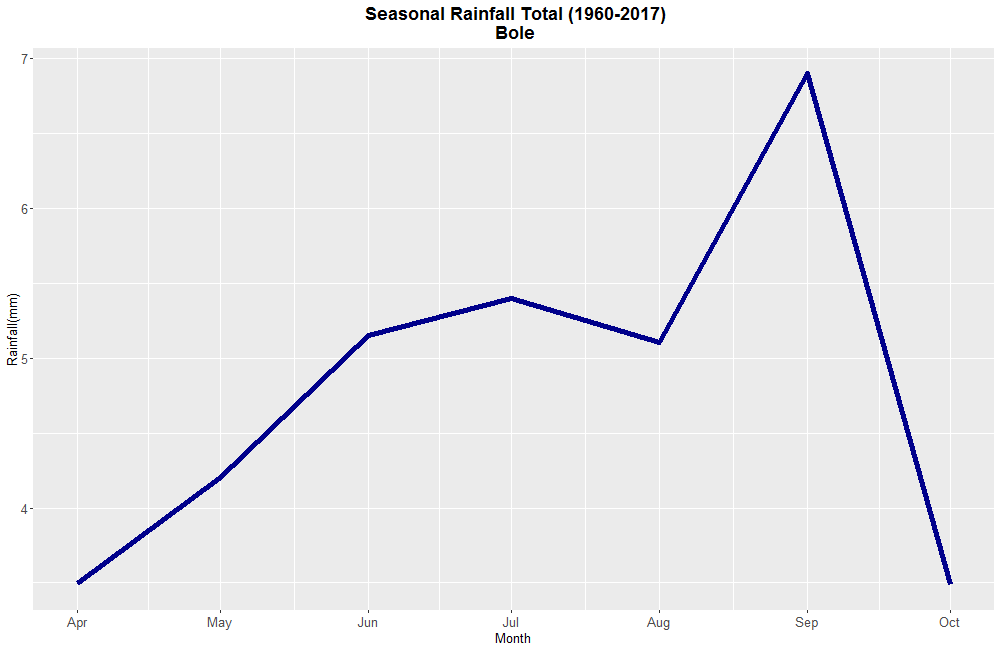 Seasonal Rainfall Total (1960-2017)
Bole
Rainfall(mm)
7
6
5
4
Apr May Jun Jul Aug Sep Oct
Month